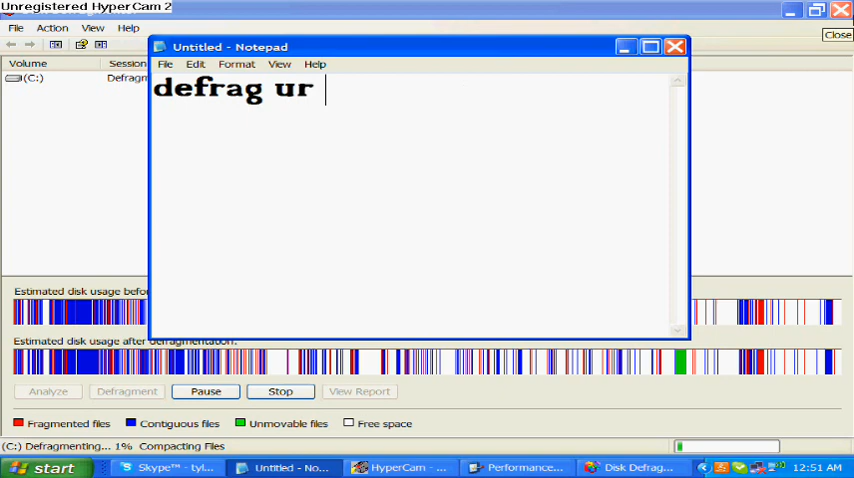 Unregistered HyperCam 2
File Action View Help
Close
Volume Session
(C:) Defragm
Untitled - Notepad
File Edit Format View Help
defrag ur
Estimated disk usage befo
Estimated disk usage after defragmentation:
Analyze Defragment Pause Stop View Report
Fragmented files Contiguous files Unmovable files Free space
(C:) Defragmenting... 1% Compacting Files
start Skype™ - tyl... Untitled - No... HyperCam - ... Performance... Disk Defrag... 12:51 AM